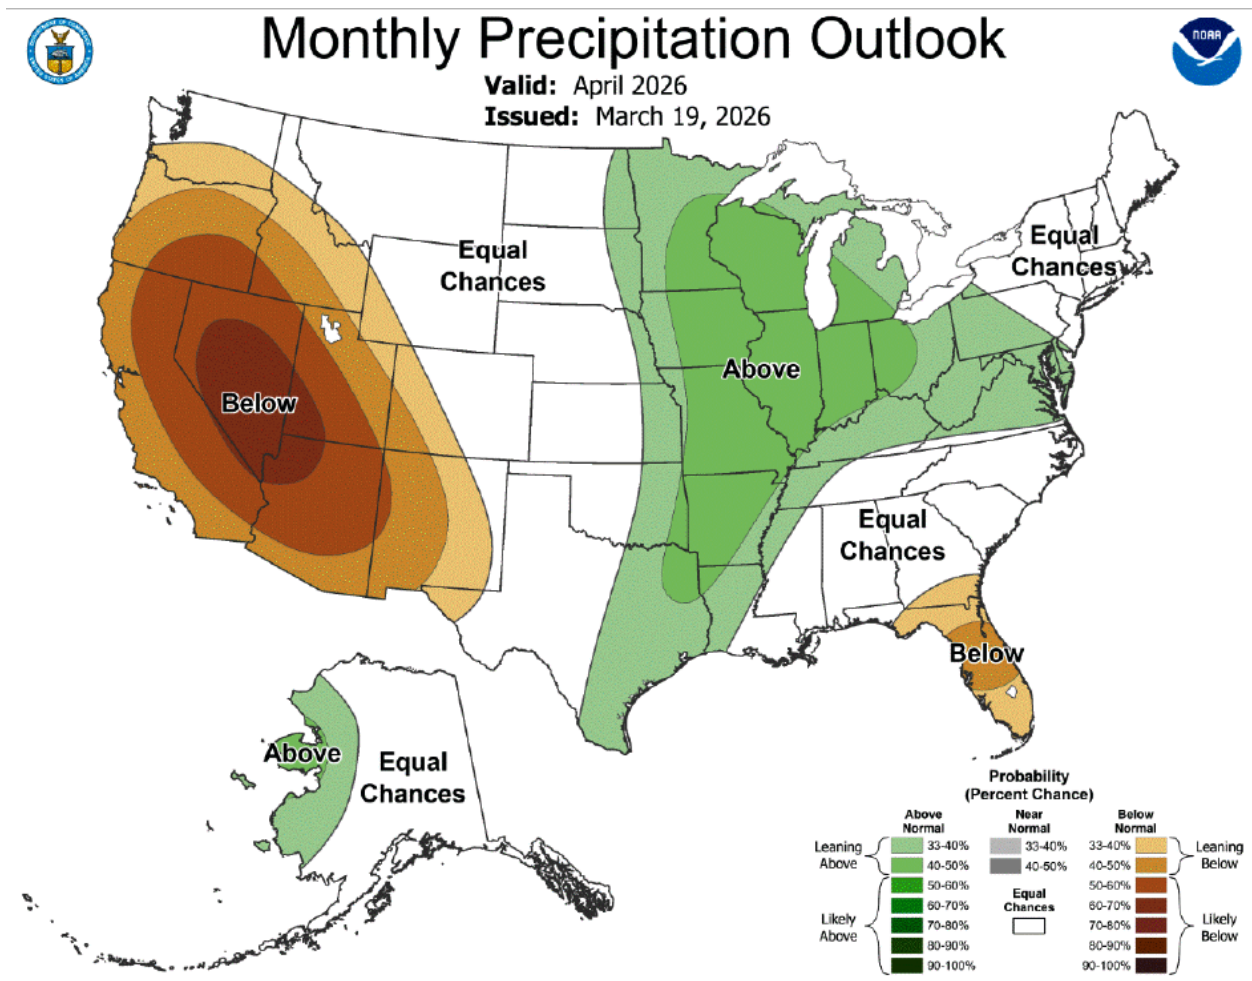 Monthly Precipitation Outlook
Valid: April 2026
Issued: March 19, 2026
NOAA
Equal
Chances
Equal
Chances
Above
Below
Equal
Chances
Below
Above
Equal
Chances
Probability
(Percent Chance)
Above
Normal
Near
Normal
Below
Normal
Leaning
Above
33-40%
40-50%
50-60%
60-70%
70-80%
80-90%
90-100%
Likely
Above
33-40%
40-50%
Equal
Chances
33-40%
40-50%
50-60%
60-70%
70-80%
80-90%
90-100%
Leaning
Below
Likely
Below